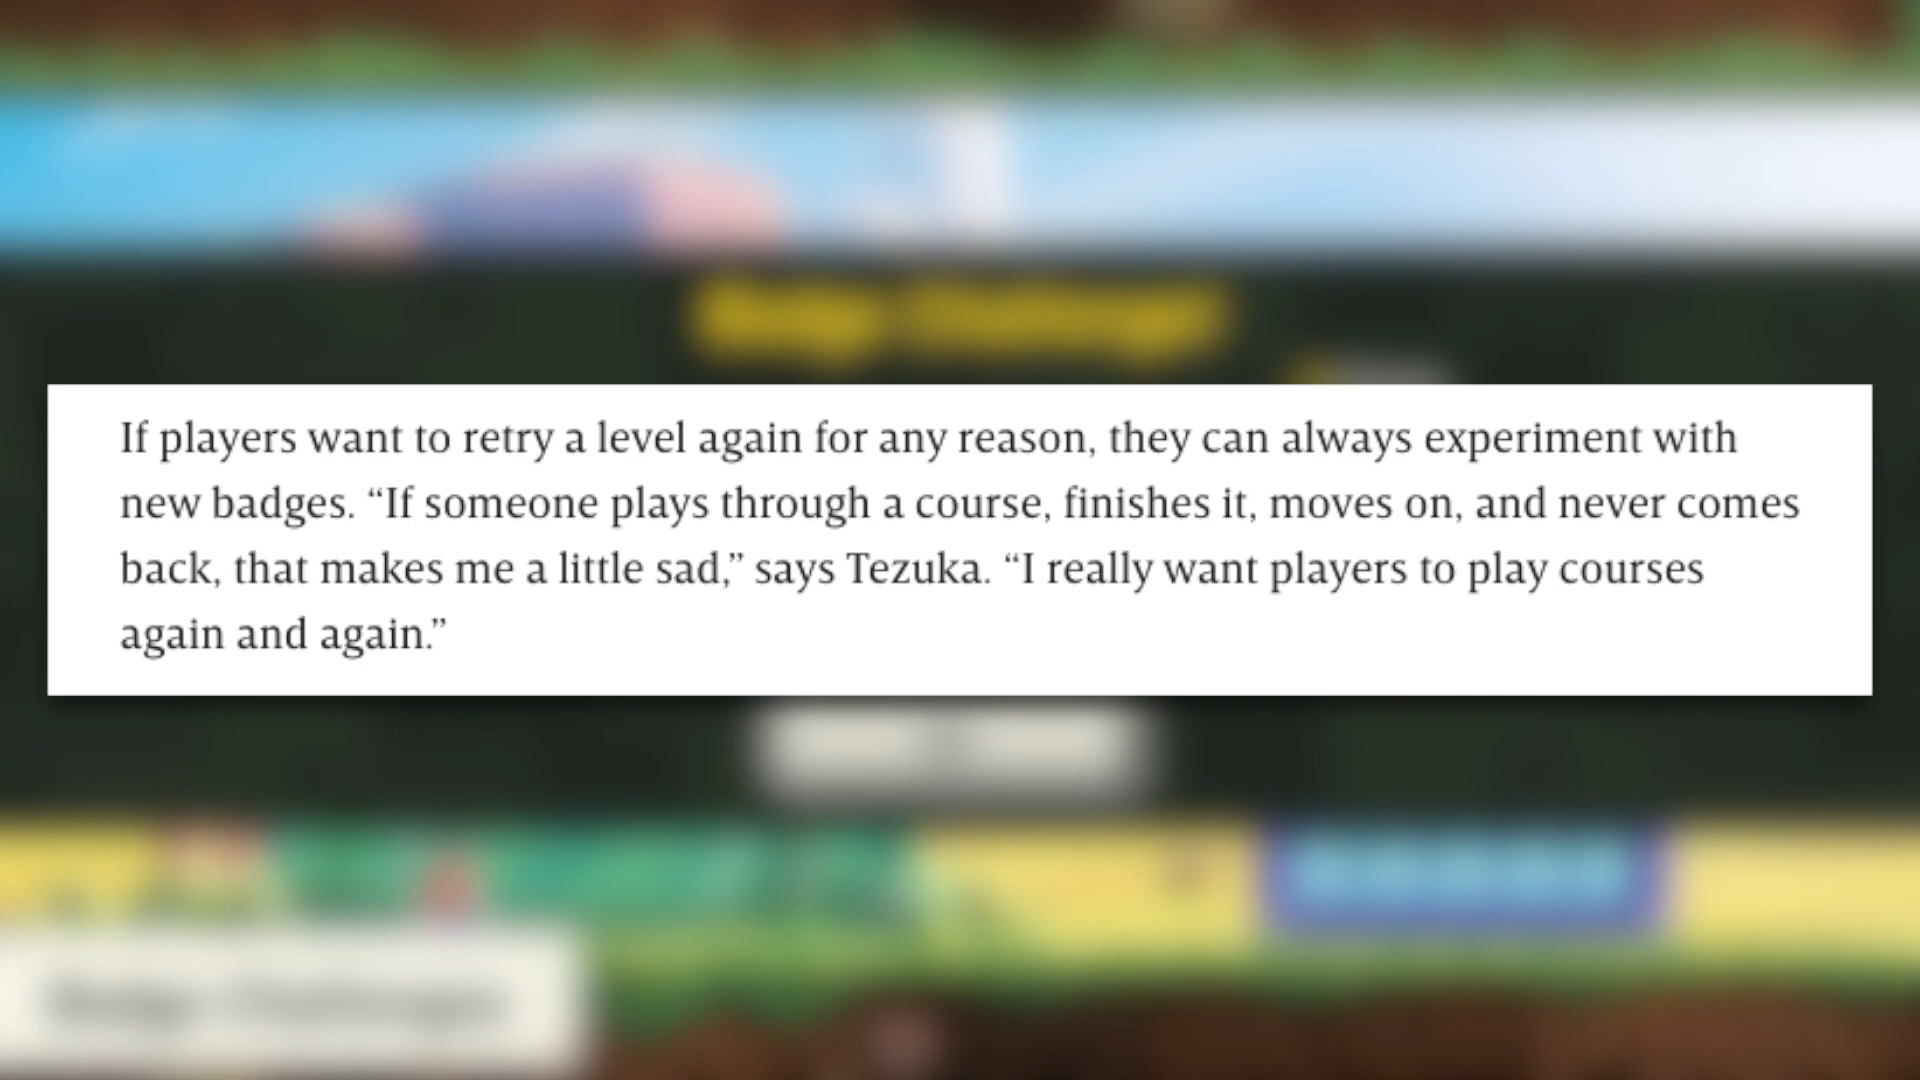 If players want to retry a level again for any reason, they can always experiment with
new badges. “If someone plays through a course, finishes it, moves on, and never comes
back, that makes me a little sad,” says Tezuka. “I really want players to play courses
again and again.”